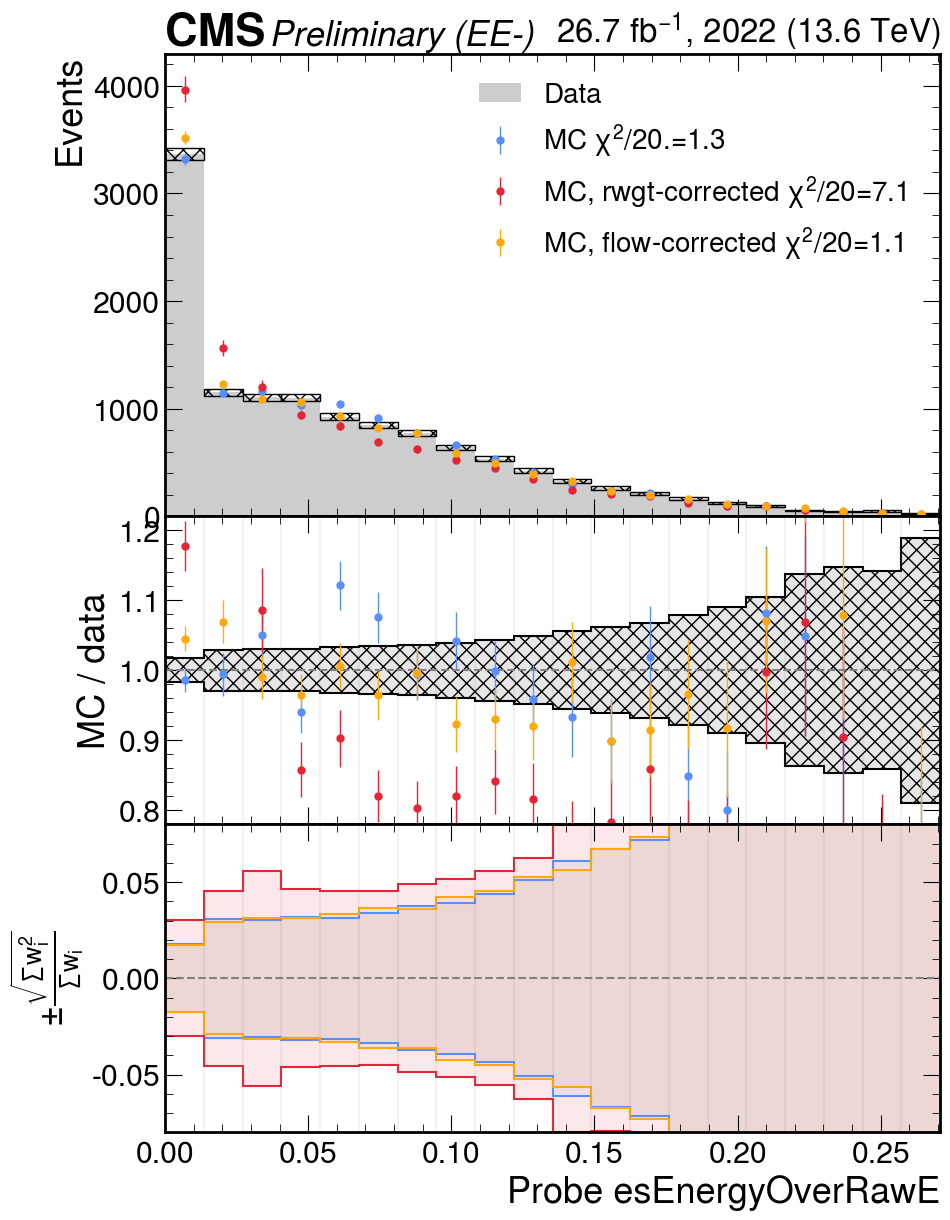 CMS Preliminary (EE-) 26.7 fb⁻¹, 2022 (13.6 TeV)
Events
4000
3000
2000
1000
0
Data
MC χ²/20.=1.3
MC, rwgt-corrected χ²/20=7.1
MC, flow-corrected χ²/20=1.1
MC / data
1.2
1.1
1.0
0.9
0.8
±√Σwᵢ²/Σwᵢ
0.05
0.00
-0.05
0.00 0.05 0.10 0.15 0.20 0.25
Probe esEnergyOverRawE